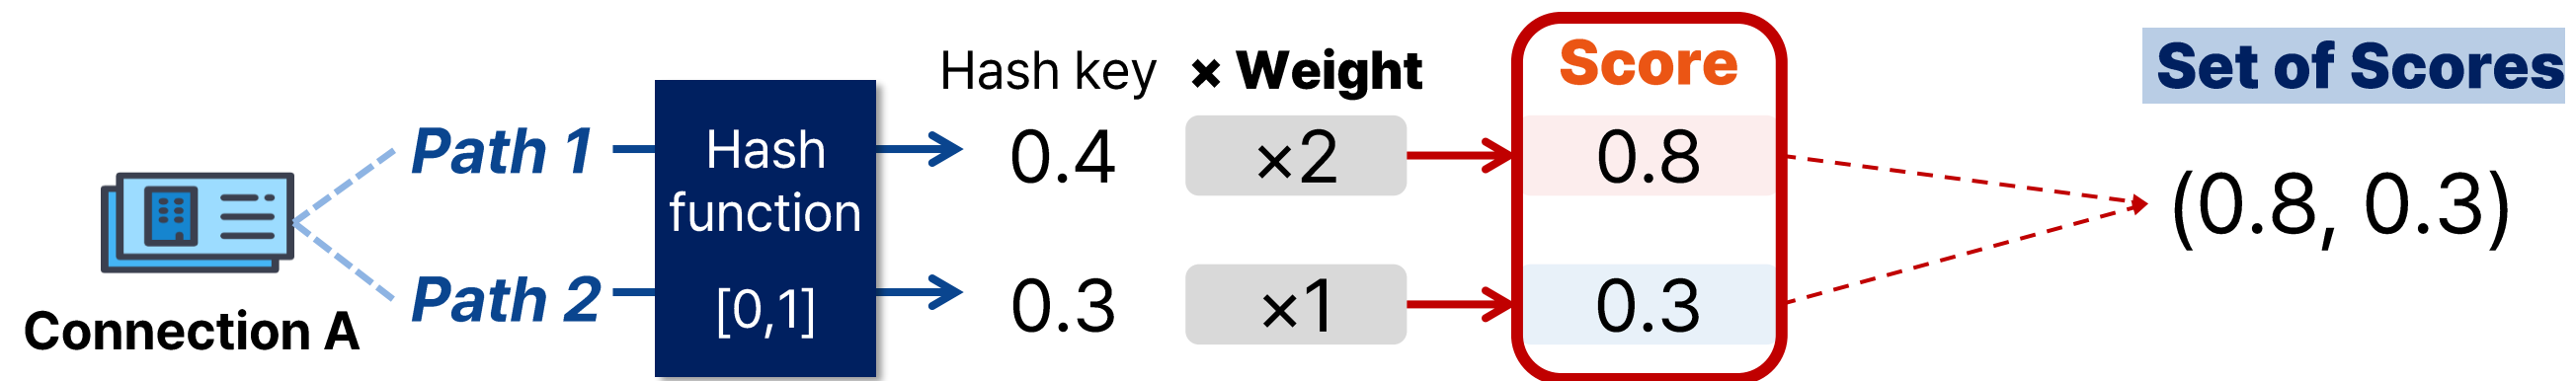 Hash key × Weight
Score
Set of Scores
Path 1
Hash
function
[0,1]
0.4
×2
0.8
(0.8, 0.3)
Path 2
0.3
×1
0.3
Connection A